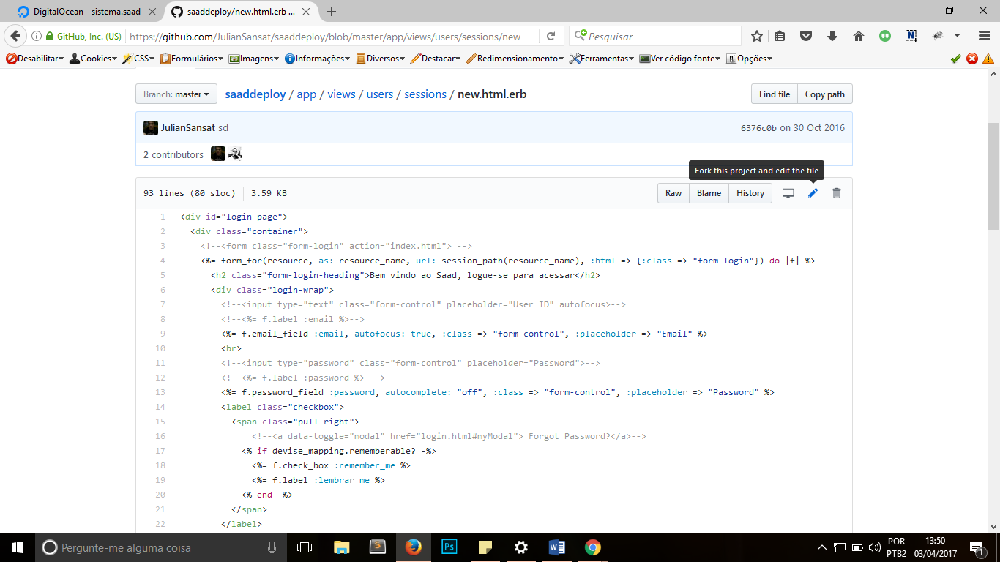 DigitalOcean - sistema.saad
saaddeploy/new.html.erb ...
GitHub, Inc. (US)
https://github.com/JulianSansat/saaddeploy/blob/master/app/views/users/sessions/new
Pesquisar
Desabilitar
Cookies
CSS
Formulários
Imagens
Informações
Diversos
Destacar
Redimensionamento
Ferramentas
Ver código fonte
Opções
Branch: master
saaddeploy / app / views / users / sessions / new.html.erb
Find file
Copy path
JulianSansat sd
6376c0b on 30 Oct 2016
2 contributors
Fork this project and edit the file
93 lines (80 sloc)
3.59 KB
Raw
Blame
History
1 <div id="login-page">
2 <div class="container">
3 <!--<form class="form-login" action="index.html"> -->
4 <%= form_for(resource, as: resource_name, url: session_path(resource_name), :html => {:class => "form-login"}) do |f| %>
5 <h2 class="form-login-heading">Bem vindo ao Saad, logue-se para acessar</h2>
6 <div class="login-wrap">
7 <!--<input type="text" class="form-control" placeholder="User ID" autofocus>-->
8 <!--<%= f.label :email %>-->
9 <%= f.email_field :email, autofocus: true, :class => "form-control", :placeholder => "Email" %>
10 <br>
11 <!--<input type="password" class="form-control" placeholder="Password">-->
12 <!--<%= f.label :password %> -->
13 <%= f.password_field :password, autocomplete: "off", :class => "form-control", :placeholder => "Password" %>
14 <label class="checkbox">
15 <span class="pull-right">
16 <!--<a data-toggle="modal" href="login.html#myModal"> Forgot Password?</a>-->
17 <% if devise_mapping.rememberable? -%>
18 <%= f.check_box :remember_me %>
19 <%= f.label :lembrar_me %>
20 <% end -%>
21 </span>
22 </label>
Pergunte-me alguma coisa
S
Ps
W
POR
PTB2
13:50
03/04/2017
1